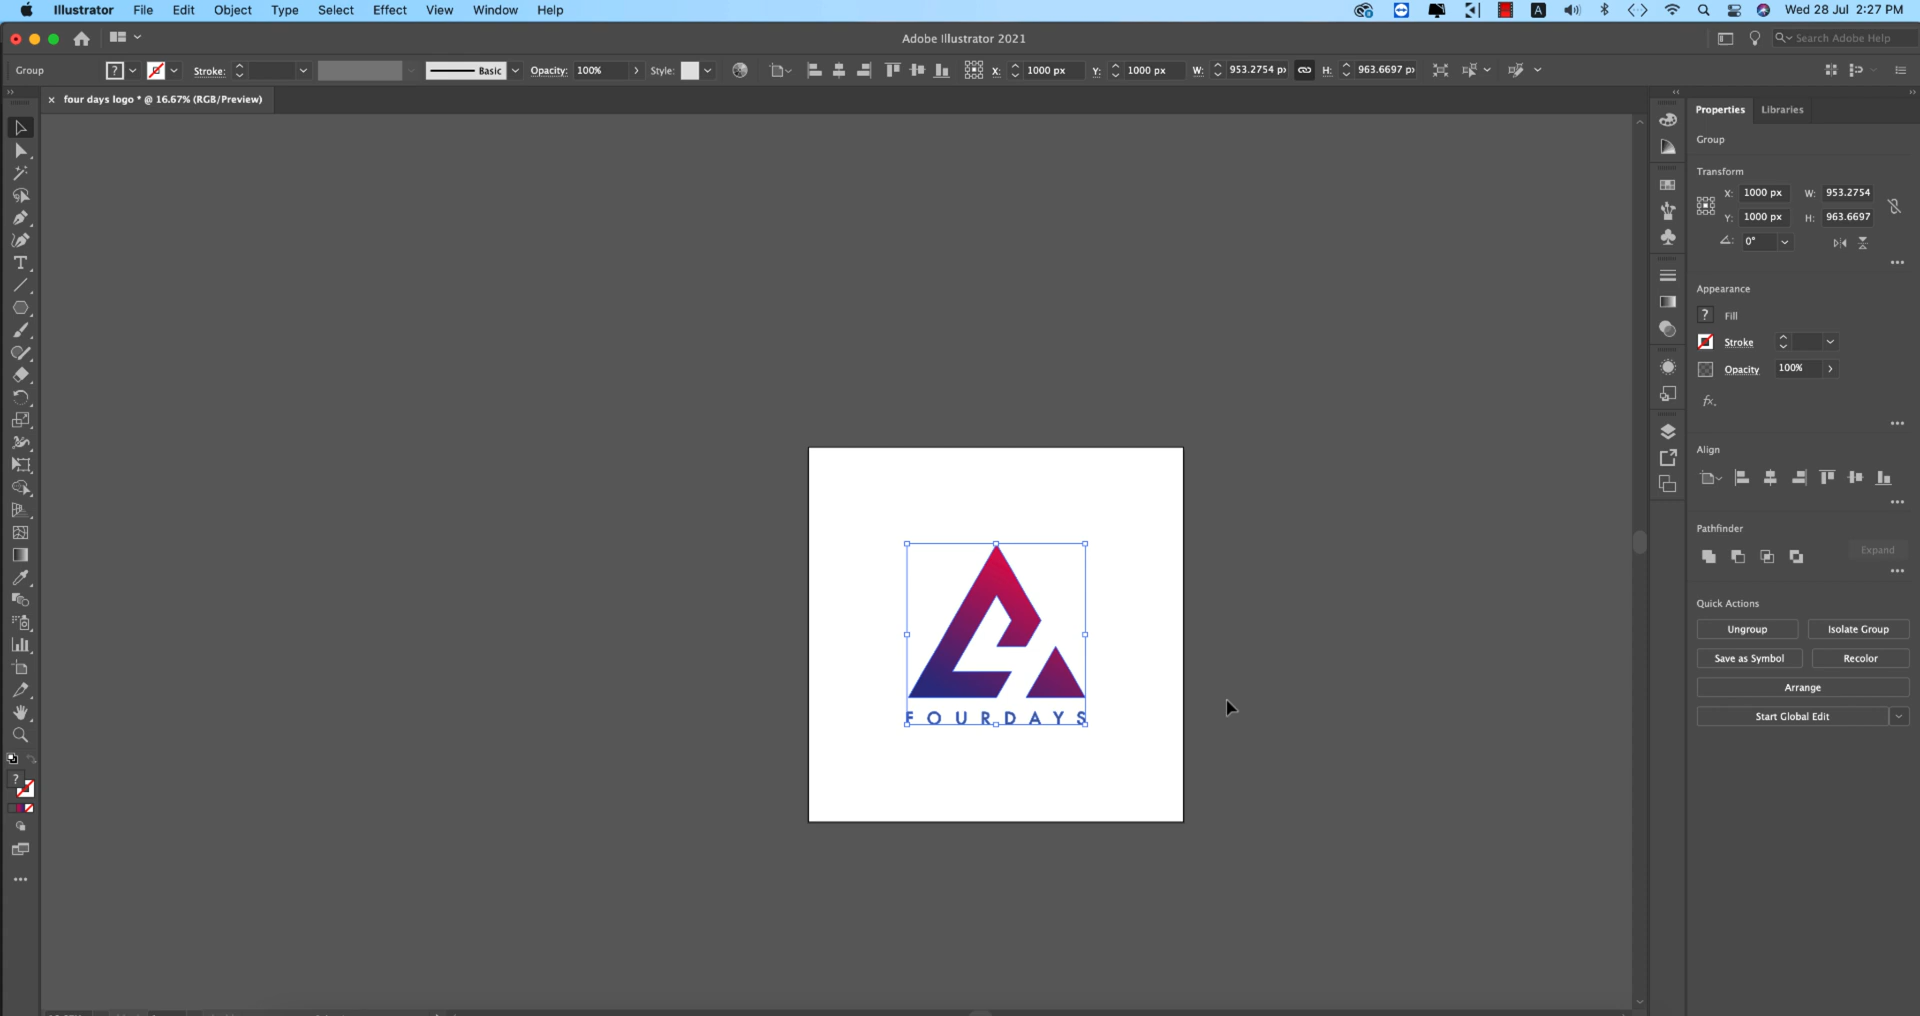 Illustrator File Edit Object Type Select Effect View Window Help
A Wed 28 Jul 2:27 PM
Adobe Illustrator 2021
Search Adobe Help
Group ? Stroke: Basic Opacity: 100% Style: X: 1000 px Y: 1000 px W: 953.2754 px H: 963.6697 px
× four days logo * @ 16.67% (RGB/Preview)
Properties Libraries
Group
Transform
X: 1000 px W: 953.2754
Y: 1000 px H: 963.6697
0°
Appearance
? Fill
Stroke
Opacity 100%
fx.
Align
Pathfinder
Expand
Quick Actions
Ungroup Isolate Group
Save as Symbol Recolor
Arrange
Start Global Edit
FOURDAYS
?